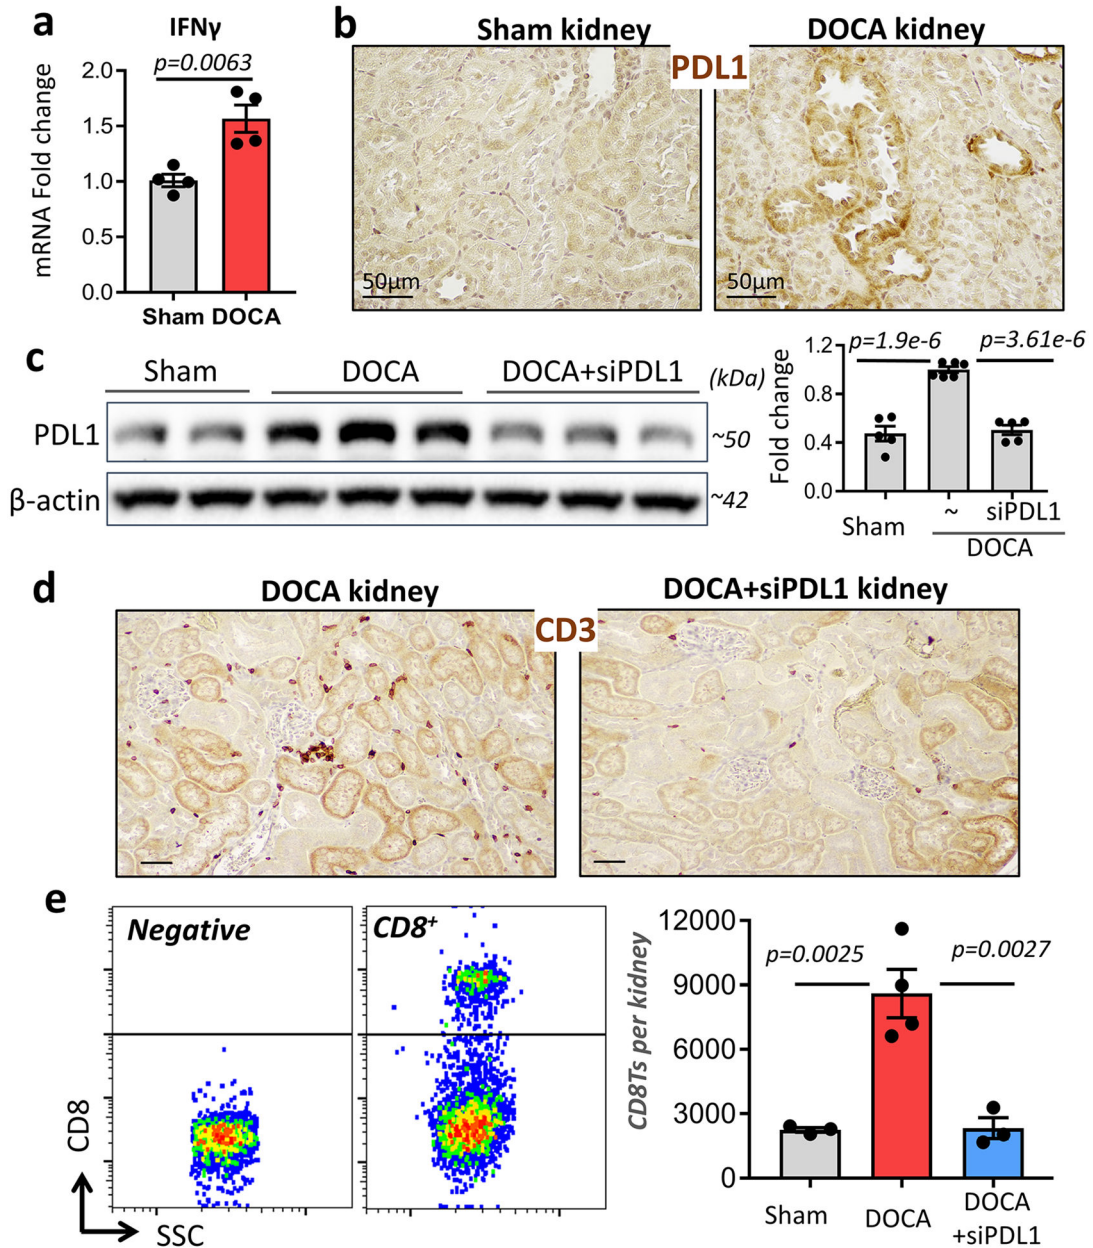 a
IFNγ
p=0.0063
mRNA Fold change
2.0
1.5
1.0
0.5
0.0
Sham DOCA
b
Sham kidney
DOCA kidney
PDL1
50μm
50μm
c
Sham
DOCA
DOCA+siPDL1
(kDa)
PDL1
~50
β-actin
~42
p=1.9e-6
p=3.61e-6
Fold change
1.2
0.8
0.4
0.0
Sham
~
siPDL1
DOCA
d
DOCA kidney
DOCA+siPDL1 kidney
CD3
e
Negative
CD8+
CD8
SSC
CD8Ts per kidney
12000
9000
6000
3000
0
p=0.0025
p=0.0027
Sham
DOCA
DOCA
+siPDL1